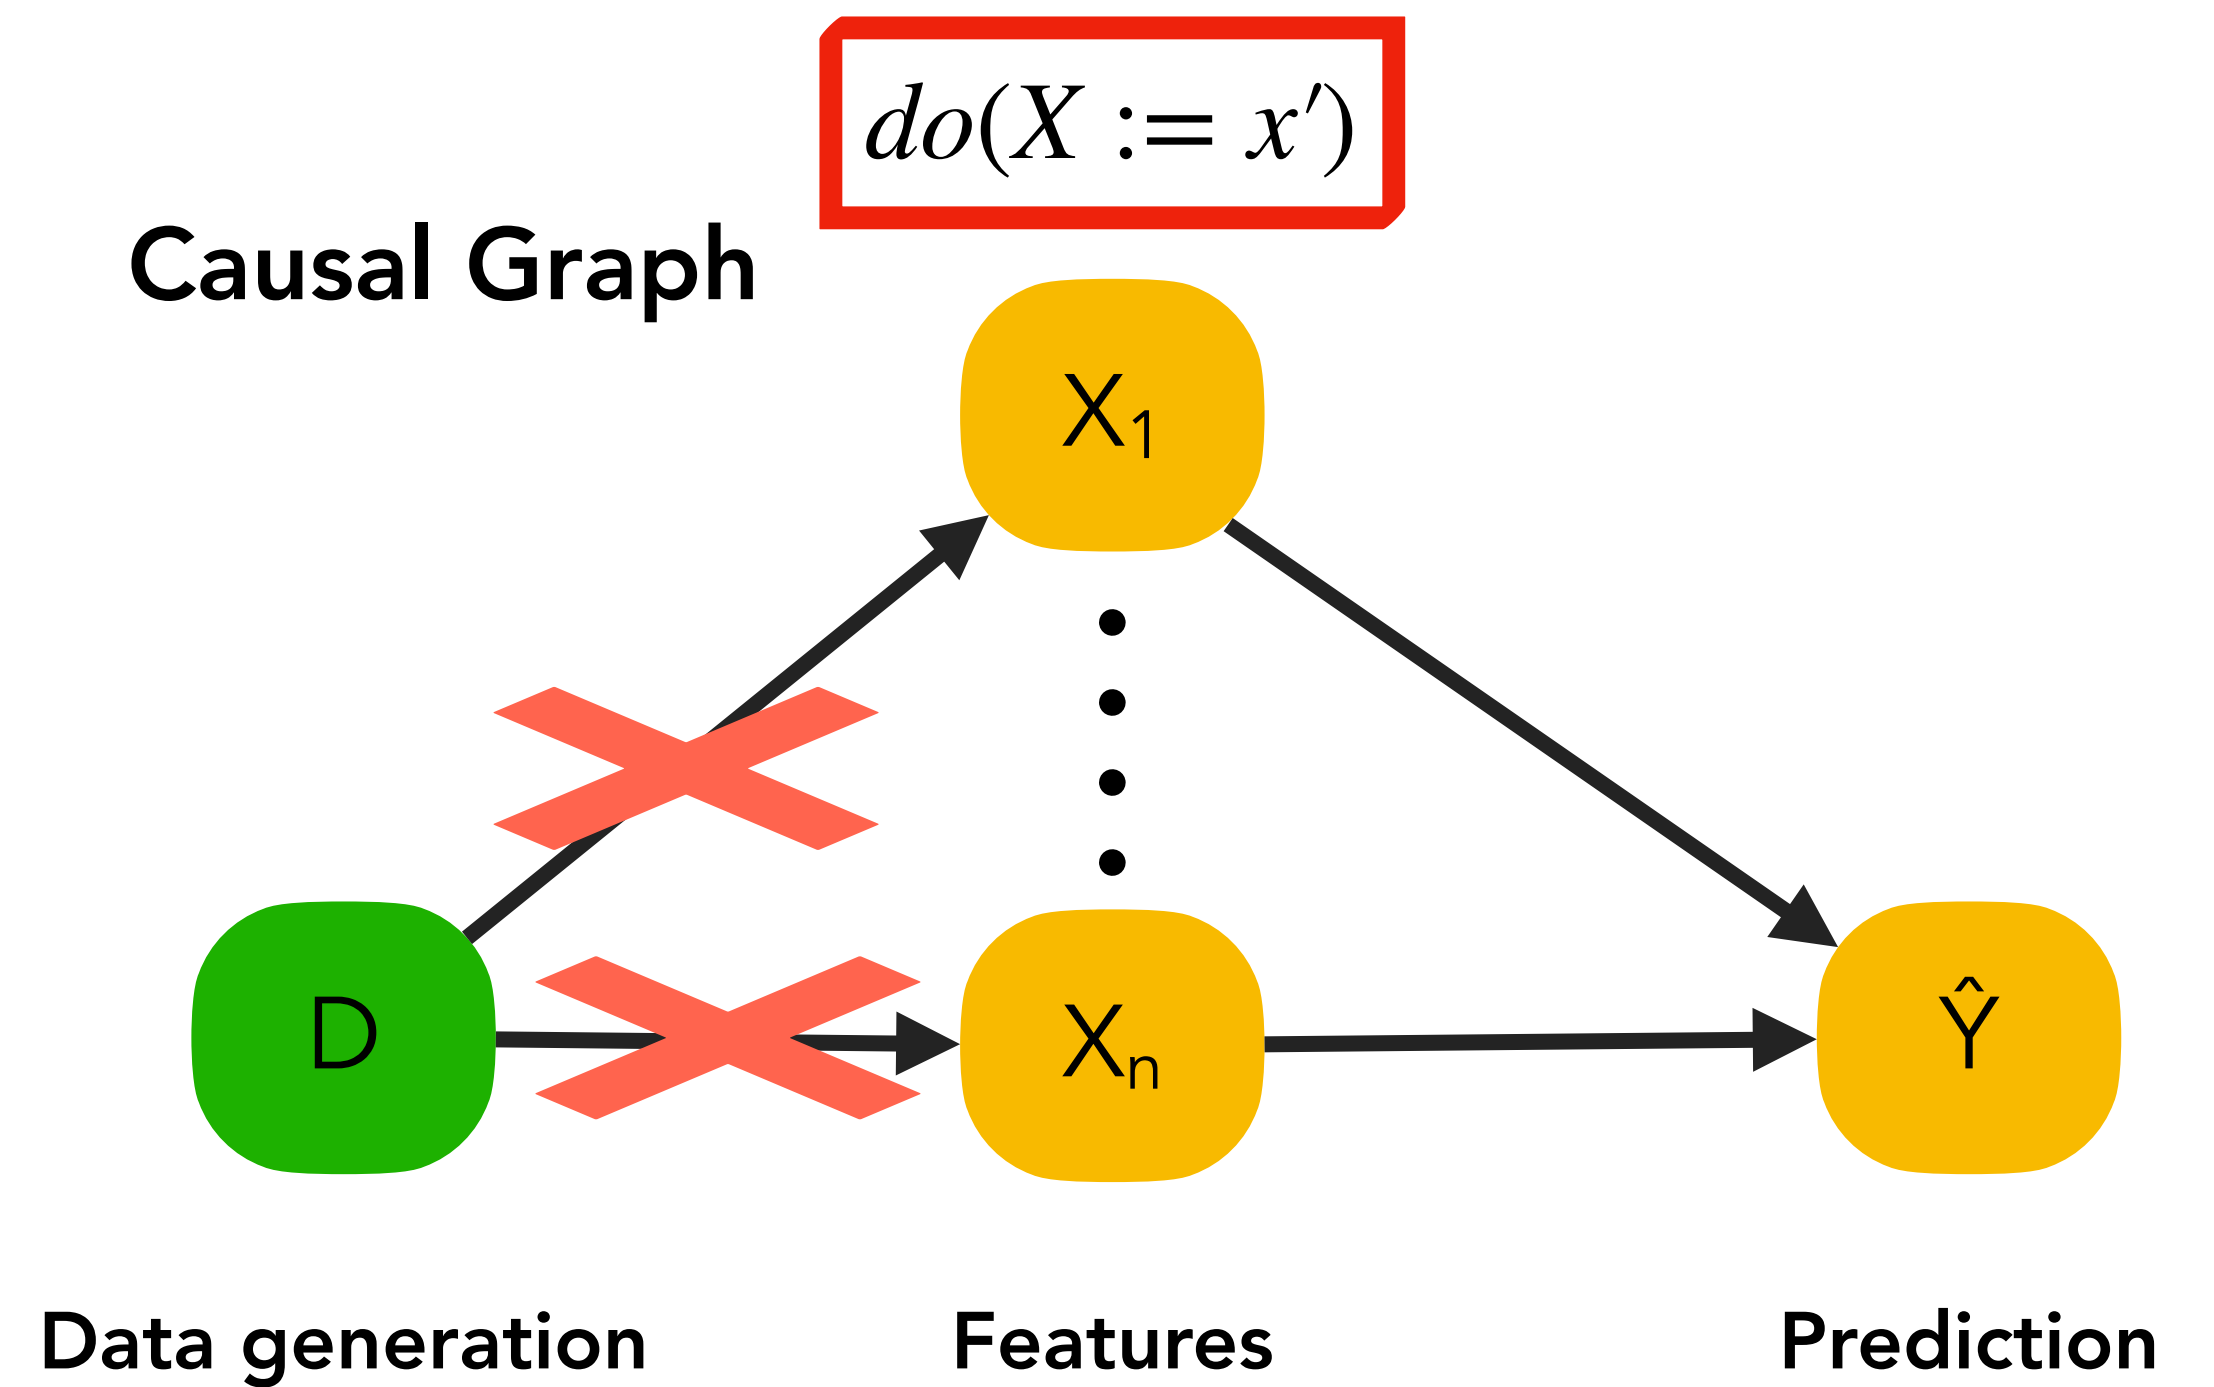 do(X := x′)
Causal Graph
X₁
D
Xₙ
Ŷ
Data generation
Features
Prediction